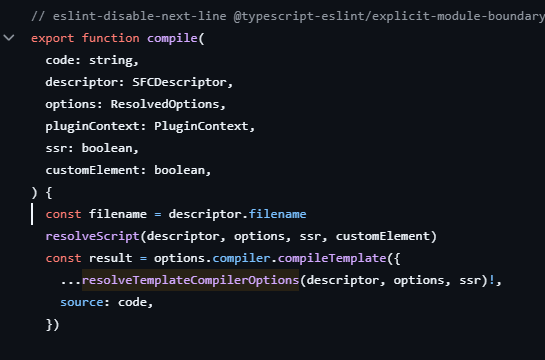 // eslint-disable-next-line @typescript-eslint/explicit-module-boundary
export function compile(
code: string,
descriptor: SFCDescriptor,
options: ResolvedOptions,
pluginContext: PluginContext,
ssr: boolean,
customElement: boolean,
) {
const filename = descriptor.filename
resolveScript(descriptor, options, ssr, customElement)
const result = options.compiler.compileTemplate({
...resolveTemplateCompilerOptions(descriptor, options, ssr)!,
source: code,
})